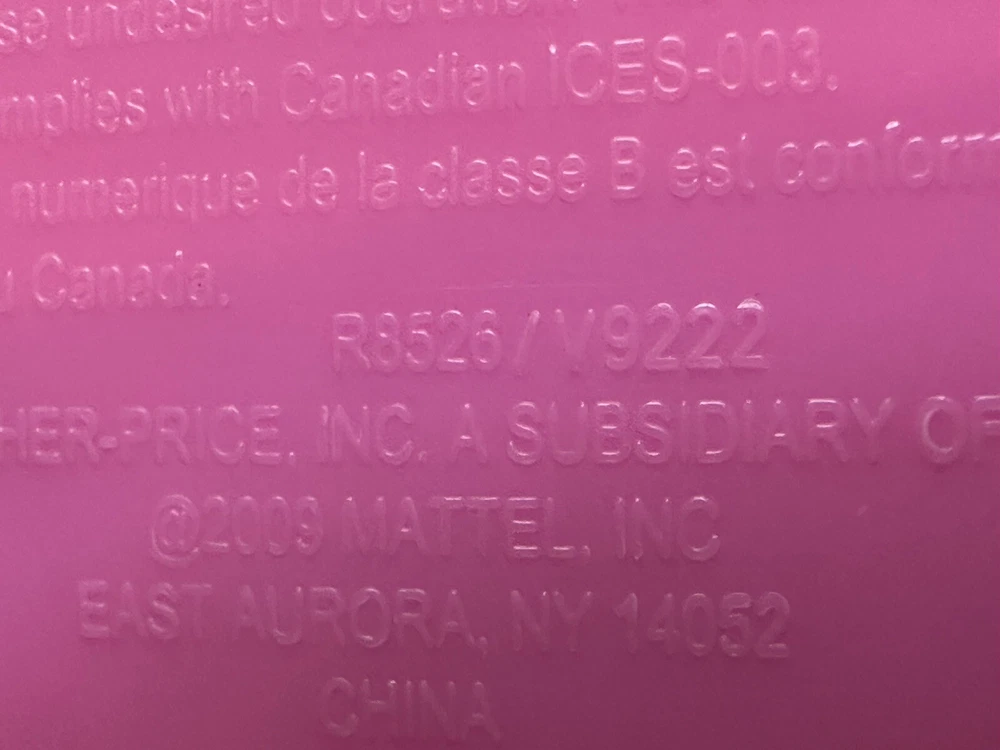 se undesired operation.
mplies with Canadian ICES-003.
numerique de la classe B est conform
u Canada.
R8526 / V9222
HER-PRICE, INC. A SUBSIDIARY OF
©2009 MATTEL, INC
EAST AURORA, NY 14052
CHINA